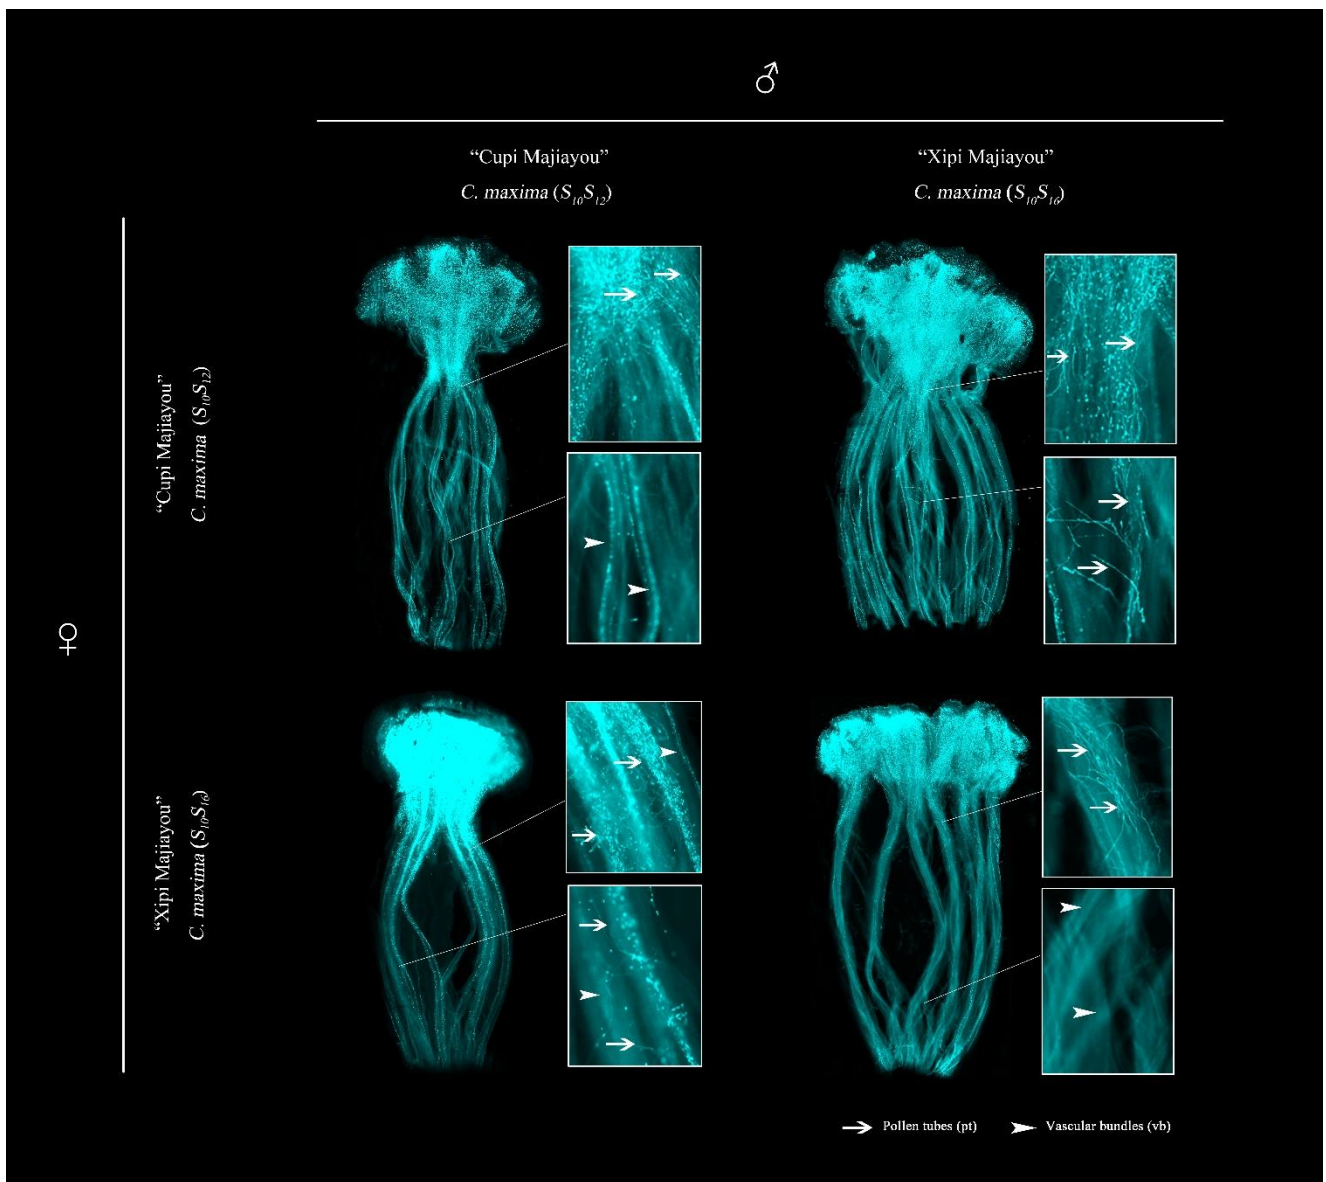 ♂
“Cupi Majiayou”
C. maxima (S10S12)
“Xipi Majiayou”
C. maxima (S10S16)
♀
“Cupi Majiayou”
C. maxima (S10S12)
“Xipi Majiayou”
C. maxima (S10S16)
Pollen tubes (pt)
Vascular bundles (vb)